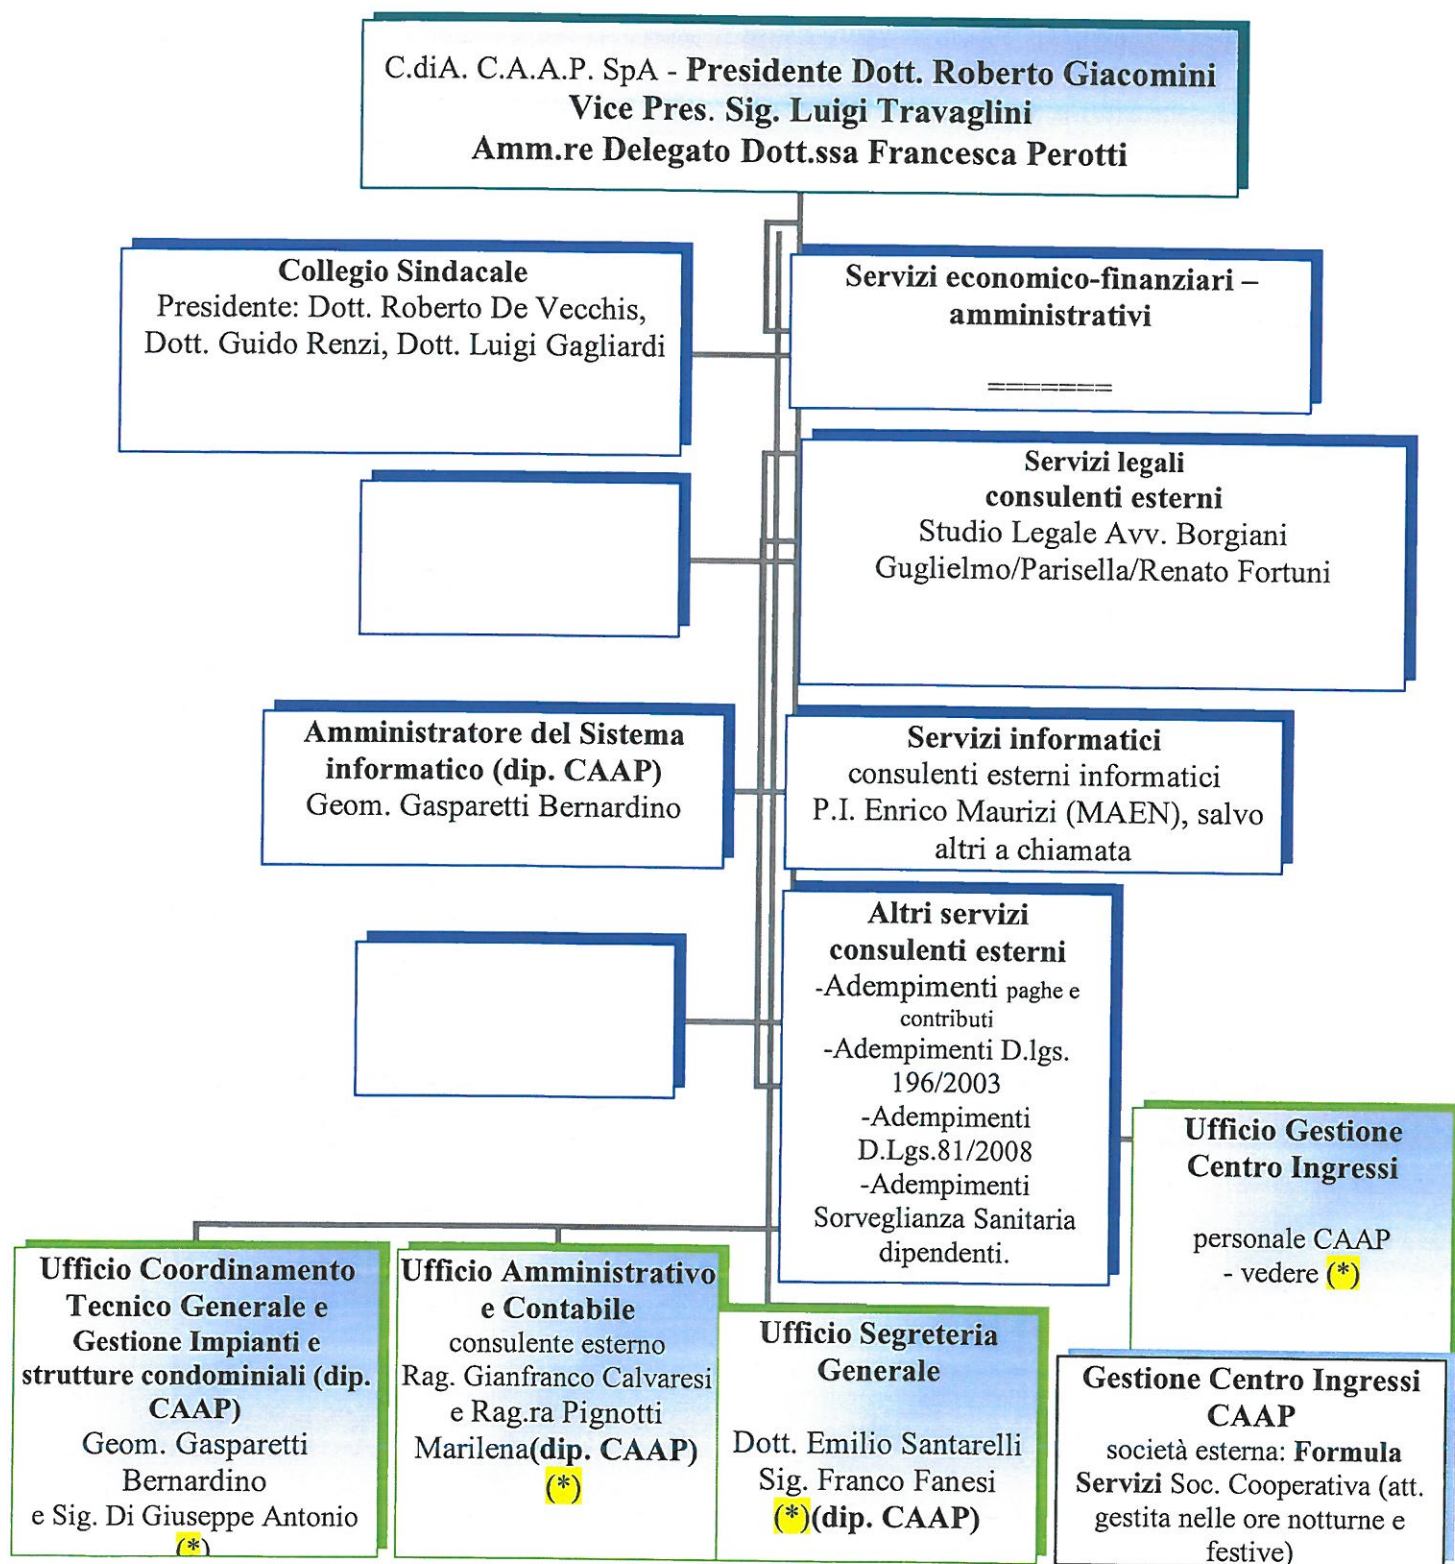 C.diA. C.A.A.P. SpA - Presidente Dott. Roberto Giacomini
Vice Pres. Sig. Luigi Travaglini
Amm.re Delegato Dott.ssa Francesca Perotti
Collegio Sindacale
Presidente: Dott. Roberto De Vecchis,
Dott. Guido Renzi, Dott. Luigi Gagliardi
Servizi economico-finanziari –
amministrativi
=======
Servizi legali
consulenti esterni
Studio Legale Avv. Borgiani
Guglielmo/Parisella/Renato Fortuni
Amministratore del Sistema
informatico (dip. CAAP)
Geom. Gasparetti Bernardino
Servizi informatici
consulenti esterni informatici
P.I. Enrico Maurizi (MAEN), salvo
altri a chiamata
Altri servizi
consulenti esterni
-Adempimenti paghe e
contributi
-Adempimenti D.lgs.
196/2003
-Adempimenti
D.Lgs.81/2008
-Adempimenti
Sorveglianza Sanitaria
dipendenti.
Ufficio Gestione
Centro Ingressi
personale CAAP
- vedere (*)
Ufficio Coordinamento
Tecnico Generale e
Gestione Impianti e
strutture condominiali (dip.
CAAP)
Geom. Gasparetti
Bernardino
e Sig. Di Giuseppe Antonio
(*)
Ufficio Amministrativo
e Contabile
consulente esterno
Rag. Gianfranco Calvaresi
e Rag.ra Pignotti
Marilena(dip. CAAP)
(*)
Ufficio Segreteria
Generale
Dott. Emilio Santarelli
Sig. Franco Fanesi
(*)(dip. CAAP)
Gestione Centro Ingressi
CAAP
società esterna: Formula
Servizi Soc. Cooperativa (att.
gestita nelle ore notturne e
festive)